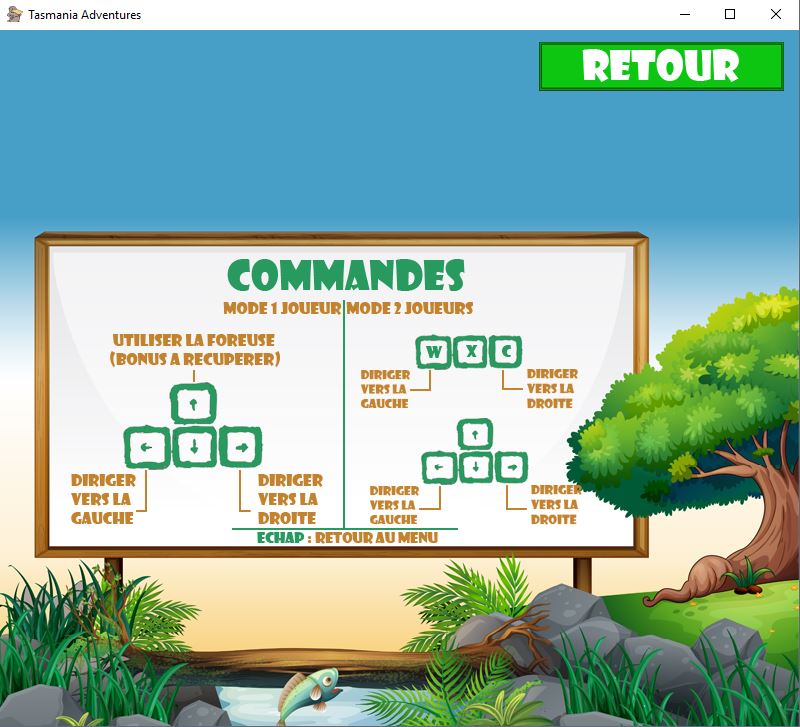 Tasmania Adventures
RETOUR
COMMANDES
MODE 1 JOUEUR MODE 2 JOUEURS
UTILISER LA FOREUSE
(BONUS A RECUPERER)
↑
← ↓ →
DIRIGER
VERS LA
GAUCHE
DIRIGER
VERS LA
DROITE
W X C
DIRIGER
VERS LA
GAUCHE
DIRIGER
VERS LA
DROITE
↑
← ↓ →
DIRIGER
VERS LA
GAUCHE
DIRIGER
VERS LA
DROITE
ECHAP : RETOUR AU MENU